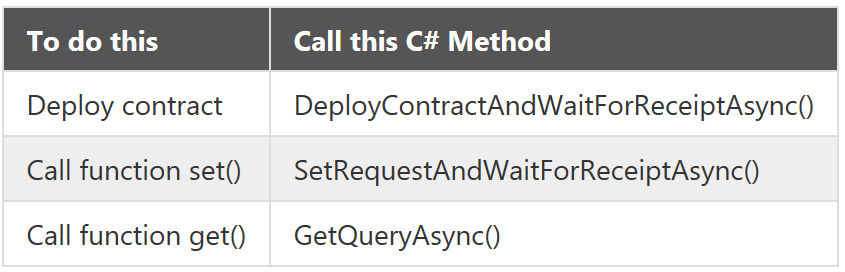 To do this Call this C# Method
Deploy contract DeployContractAndWaitForReceiptAsync()
Call function set() SetRequestAndWaitForReceiptAsync()
Call function get() GetQueryAsync()